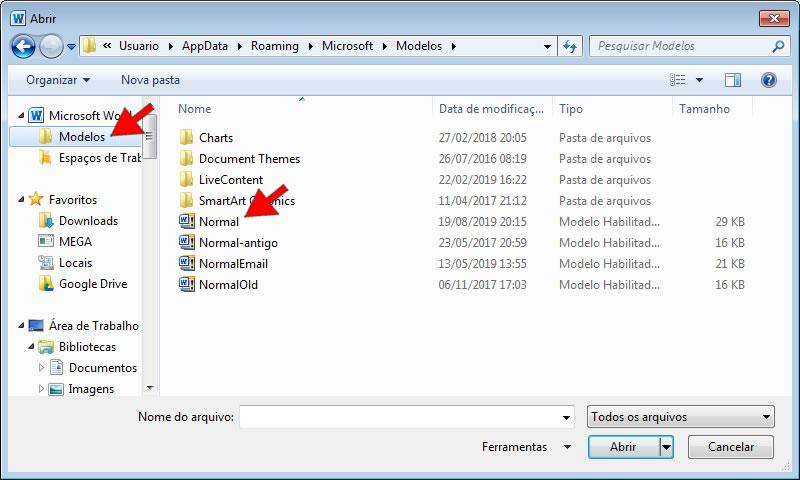 Abrir
« Usuario ▸ AppData ▸ Roaming ▸ Microsoft ▸ Modelos ▸ Pesquisar Modelos
Organizar Nova pasta
Nome Data de modificaç... Tipo Tamanho
Microsoft Wor
Modelos
Espaços de Tral
Favoritos
Downloads
MEGA
Locais
Google Drive
Área de Trabalho
Bibliotecas
Documentos
Imagens
Charts 27/02/2018 20:05 Pasta de arquivos
Document Themes 26/07/2016 08:19 Pasta de arquivos
LiveContent 22/02/2019 16:22 Pasta de arquivos
SmartArt Graphics 11/04/2017 21:12 Pasta de arquivos
Normal 19/08/2019 20:15 Modelo Habilitad... 29 KB
Normal-antigo 23/05/2017 20:59 Modelo Habilitad... 16 KB
NormalEmail 13/05/2019 13:55 Modelo Habilitad... 21 KB
NormalOld 06/11/2017 17:03 Modelo Habilitad... 16 KB
Nome do arquivo: Todos os arquivos
Ferramentas Abrir Cancelar